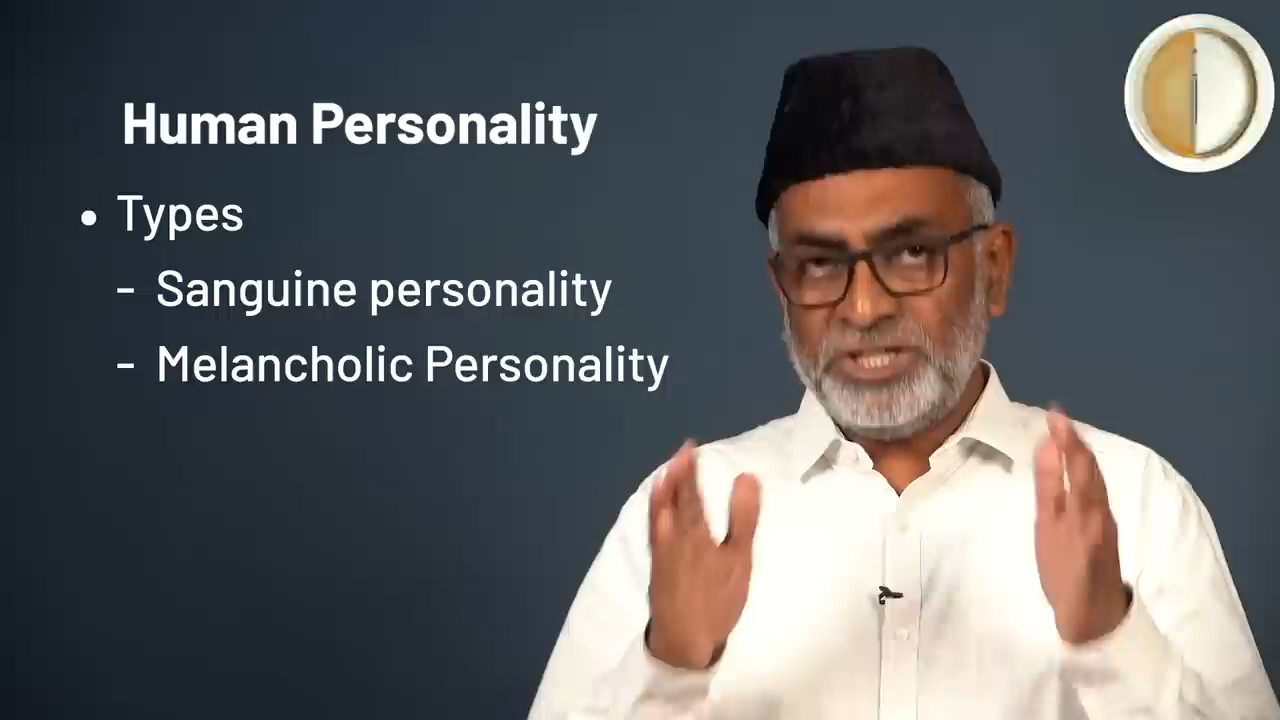 Human Personality
• Types
- Sanguine personality
- Melancholic Personality